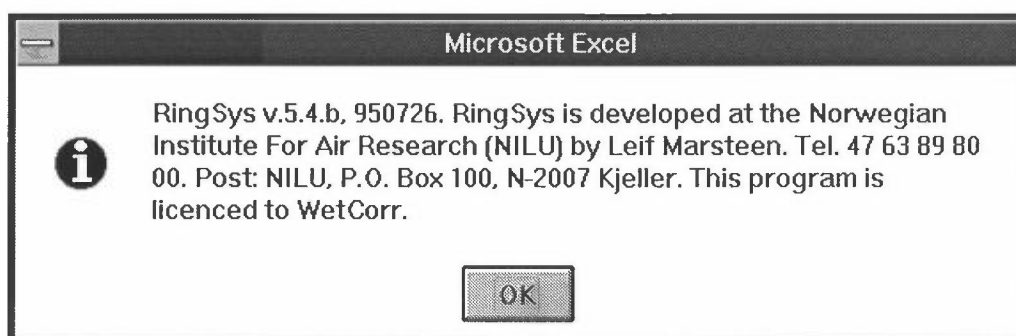 Microsoft Excel
RingSys v.5.4.b, 950726. RingSys is developed at the Norwegian
Institute For Air Research (NILU) by Leif Marsteen. Tel. 47 63 89 80
00. Post: NILU, P.O. Box 100, N-2007 Kjeller. This program is
licenced to WetCorr.
OK